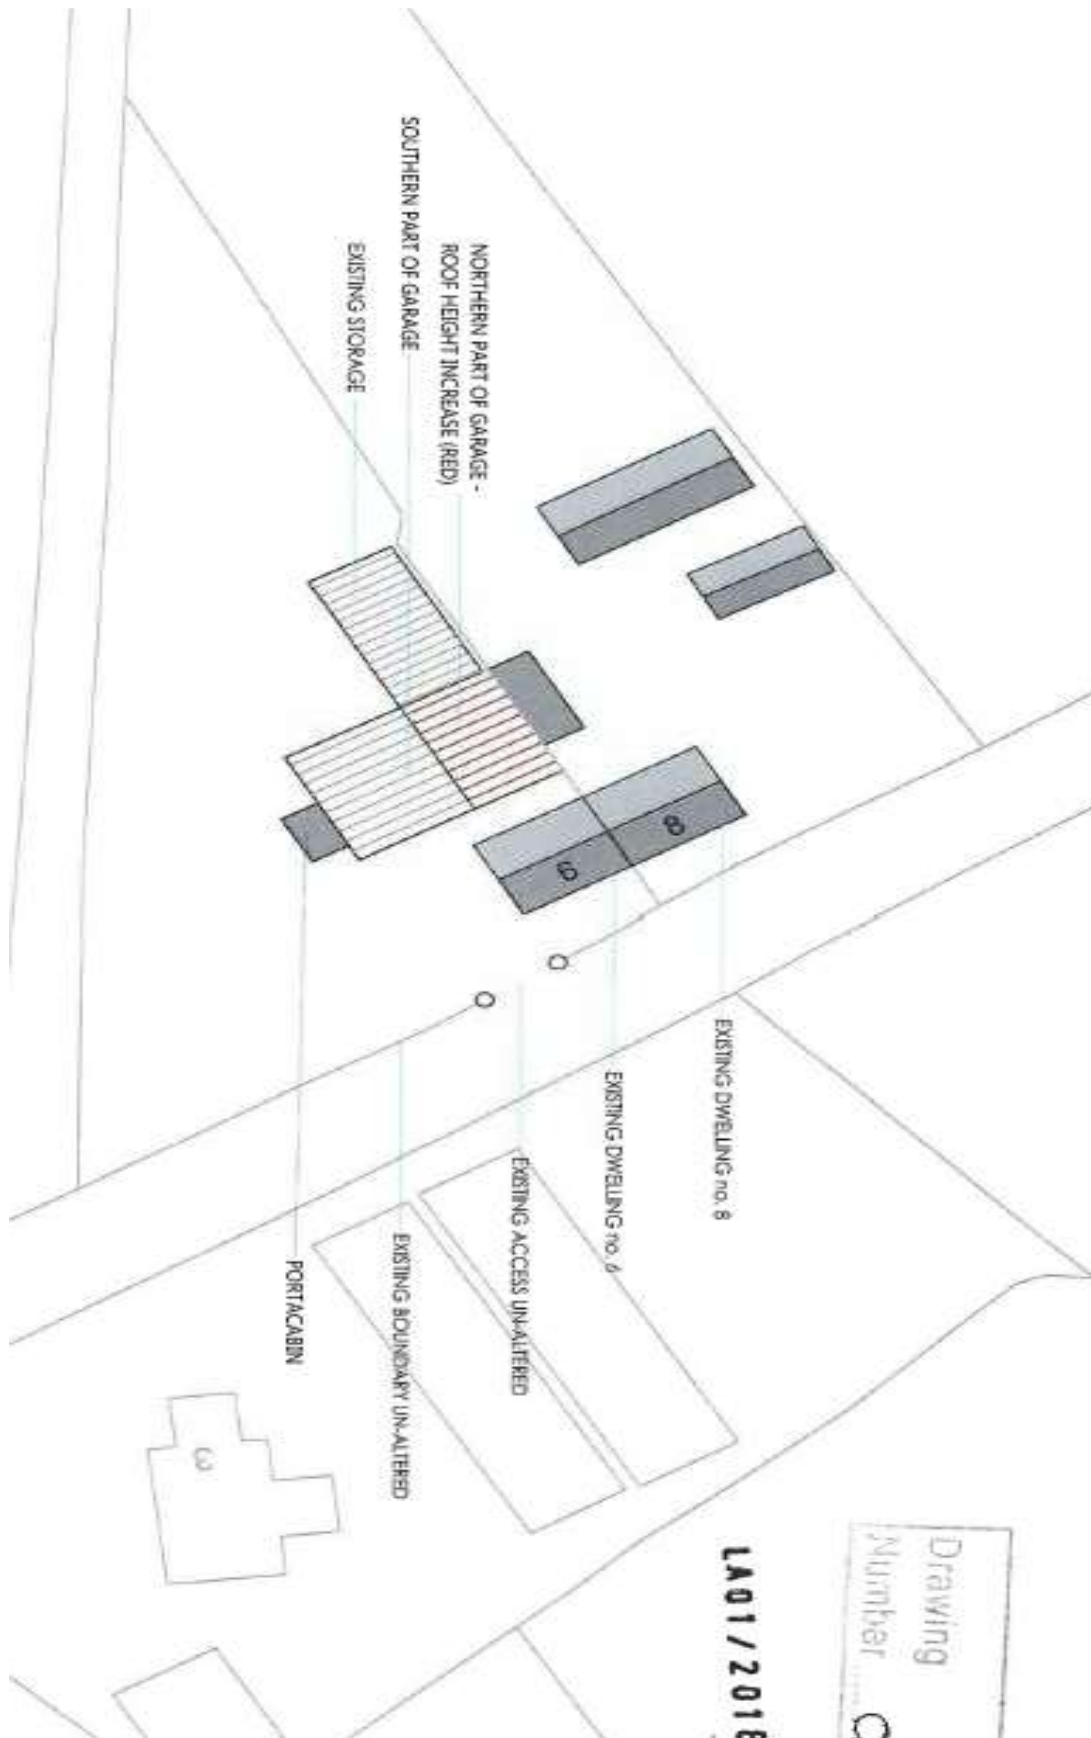 Drawing
Number
LA01/2018
EXISTING DWELLING no. 8
EXISTING DWELLING no. 6
EXISTING ACCESS UN-ALTERED
EXISTING BOUNDARY UN-ALTERED
PORTACABIN
NORTHERN PART OF GARAGE -
ROOF HEIGHT INCREASE (RED)
SOUTHERN PART OF GARAGE
EXISTING STORAGE
8
6
3